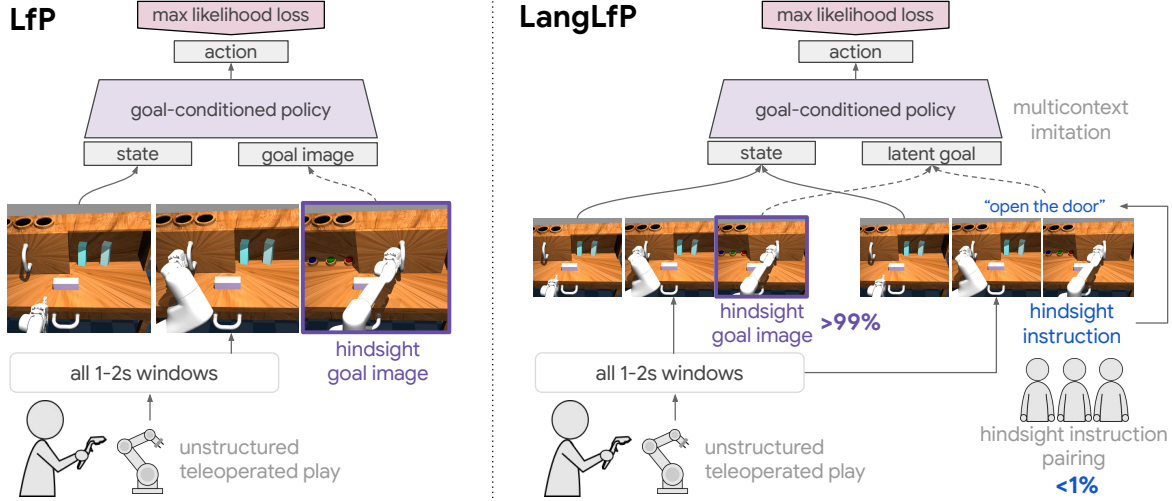 LfP
max likelihood loss
action
goal-conditioned policy
state
goal image
hindsight
goal image
all 1-2s windows
unstructured
teleoperated play
LangLfP
max likelihood loss
action
goal-conditioned policy
multicontext
imitation
state
latent goal
“open the door”
hindsight
goal image
>99%
hindsight
instruction
all 1-2s windows
unstructured
teleoperated play
hindsight instruction
pairing
<1%